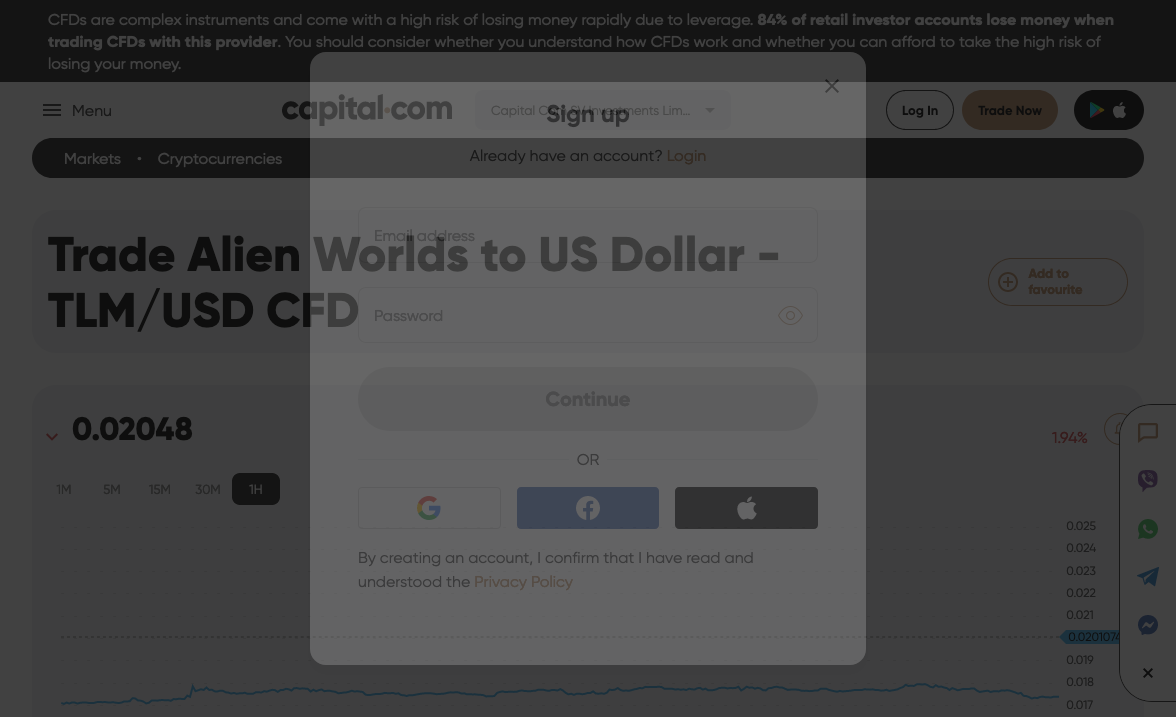 CFDs are complex instruments and come with a high risk of losing money rapidly due to leverage. 84% of retail investor accounts lose money when
trading CFDs with this provider. You should consider whether you understand how CFDs work and whether you can afford to take the high risk of
losing your money.
Menu
capital.com
Capital Com SV Investments Lim...
Log In
Trade Now
Sign up
Markets • Cryptocurrencies
Already have an account? Login
Trade Alien Worlds to US Dollar -
TLM/USD CFD
Add to
favourite
Email address
Password
Continue
0.02048
1.94%
OR
1M 5M 15M 30M 1H
By creating an account, I confirm that I have read and
understood the Privacy Policy
0.025
0.024
0.023
0.022
0.021
0.0201074
0.019
0.018
0.017